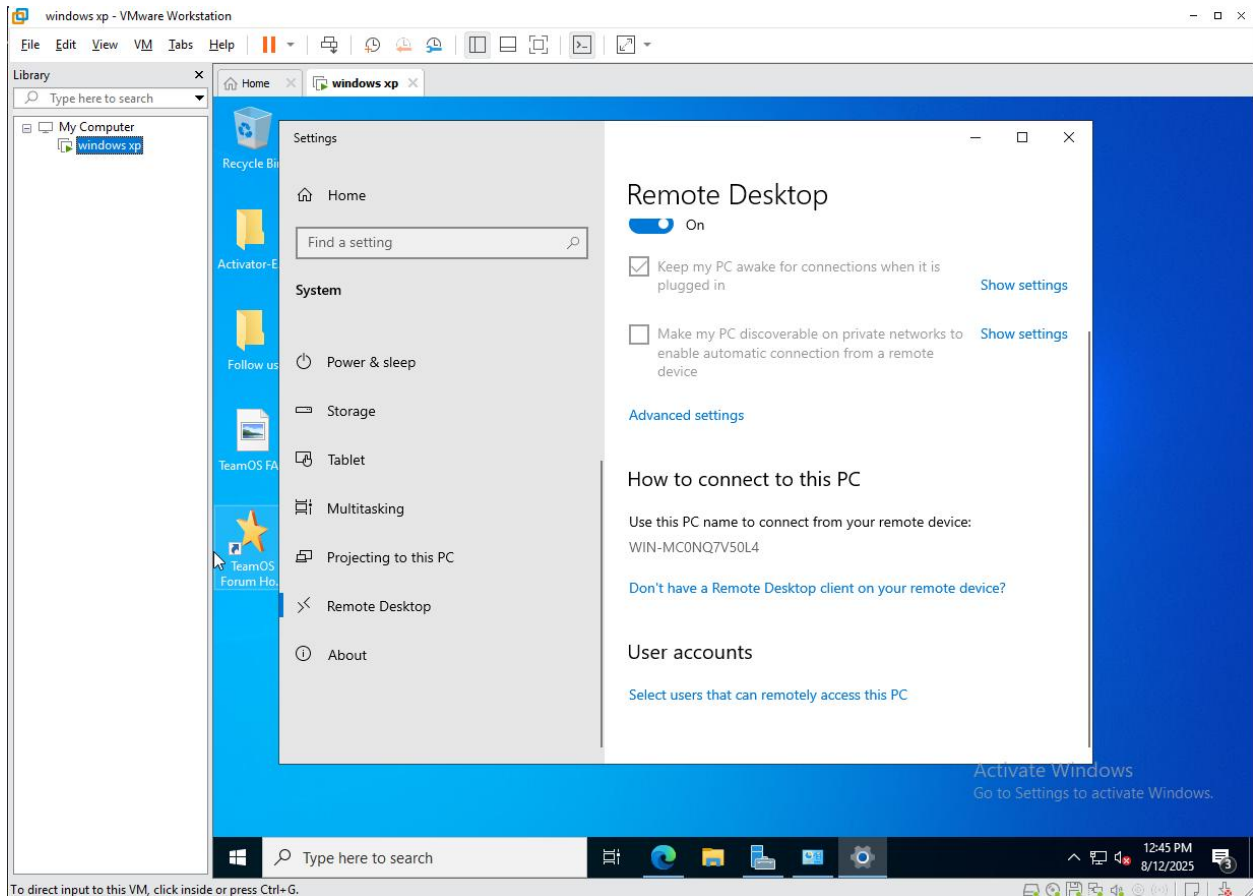 windows xp - VMware Workstation
File Edit View VM Tabs Help
Library
Type here to search
My Computer
windows xp
Home
windows xp
Recycle Bi
Activator-E
Follow us
TeamOS FA
TeamOS
Forum Ho.
Settings
Home
Find a setting
System
Power & sleep
Storage
Tablet
Multitasking
Projecting to this PC
Remote Desktop
About
Remote Desktop
On
Keep my PC awake for connections when it is
plugged in
Show settings
Make my PC discoverable on private networks to
enable automatic connection from a remote
device
Show settings
Advanced settings
How to connect to this PC
Use this PC name to connect from your remote device:
WIN-MC0NQ7V50L4
Don't have a Remote Desktop client on your remote device?
User accounts
Select users that can remotely access this PC
Activate Windows
Go to Settings to activate Windows.
Type here to search
12:45 PM
8/12/2025
3
To direct input to this VM, click inside or press Ctrl+G.